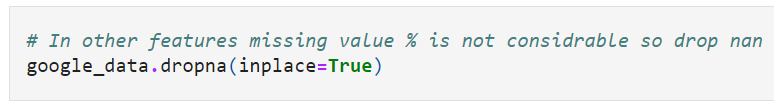 # In other features missing value % is not considrable so drop nan
google_data.dropna(inplace=True)